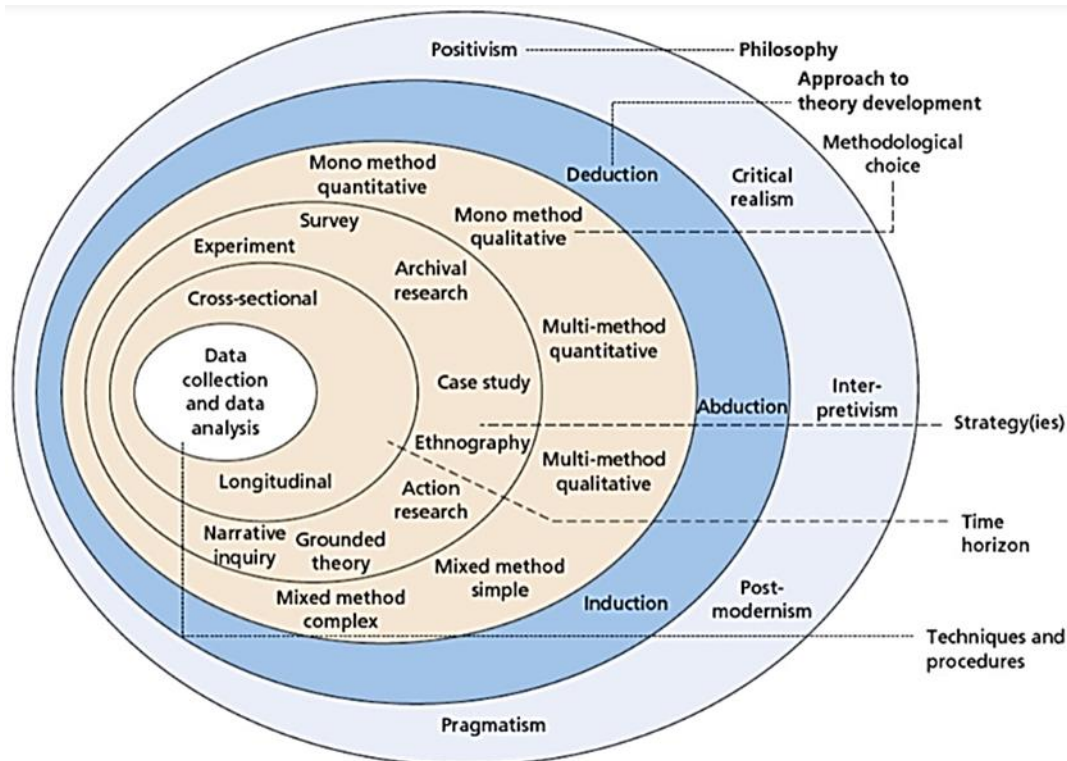 Positivism
Philosophy
Approach to
theory development
Methodological
choice
Mono method
quantitative
Deduction
Critical
realism
Mono method
qualitative
Survey
Experiment
Archival
research
Cross-sectional
Multi-method
quantitative
Data
collection
and data
analysis
Case study
Abduction
Inter-
pretivism
Strategy(ies)
Ethnography
Multi-method
qualitative
Longitudinal
Action
research
Time
horizon
Narrative
inquiry
Grounded
theory
Mixed method
simple
Mixed method
complex
Induction
Post-
modernism
Techniques and
procedures
Pragmatism